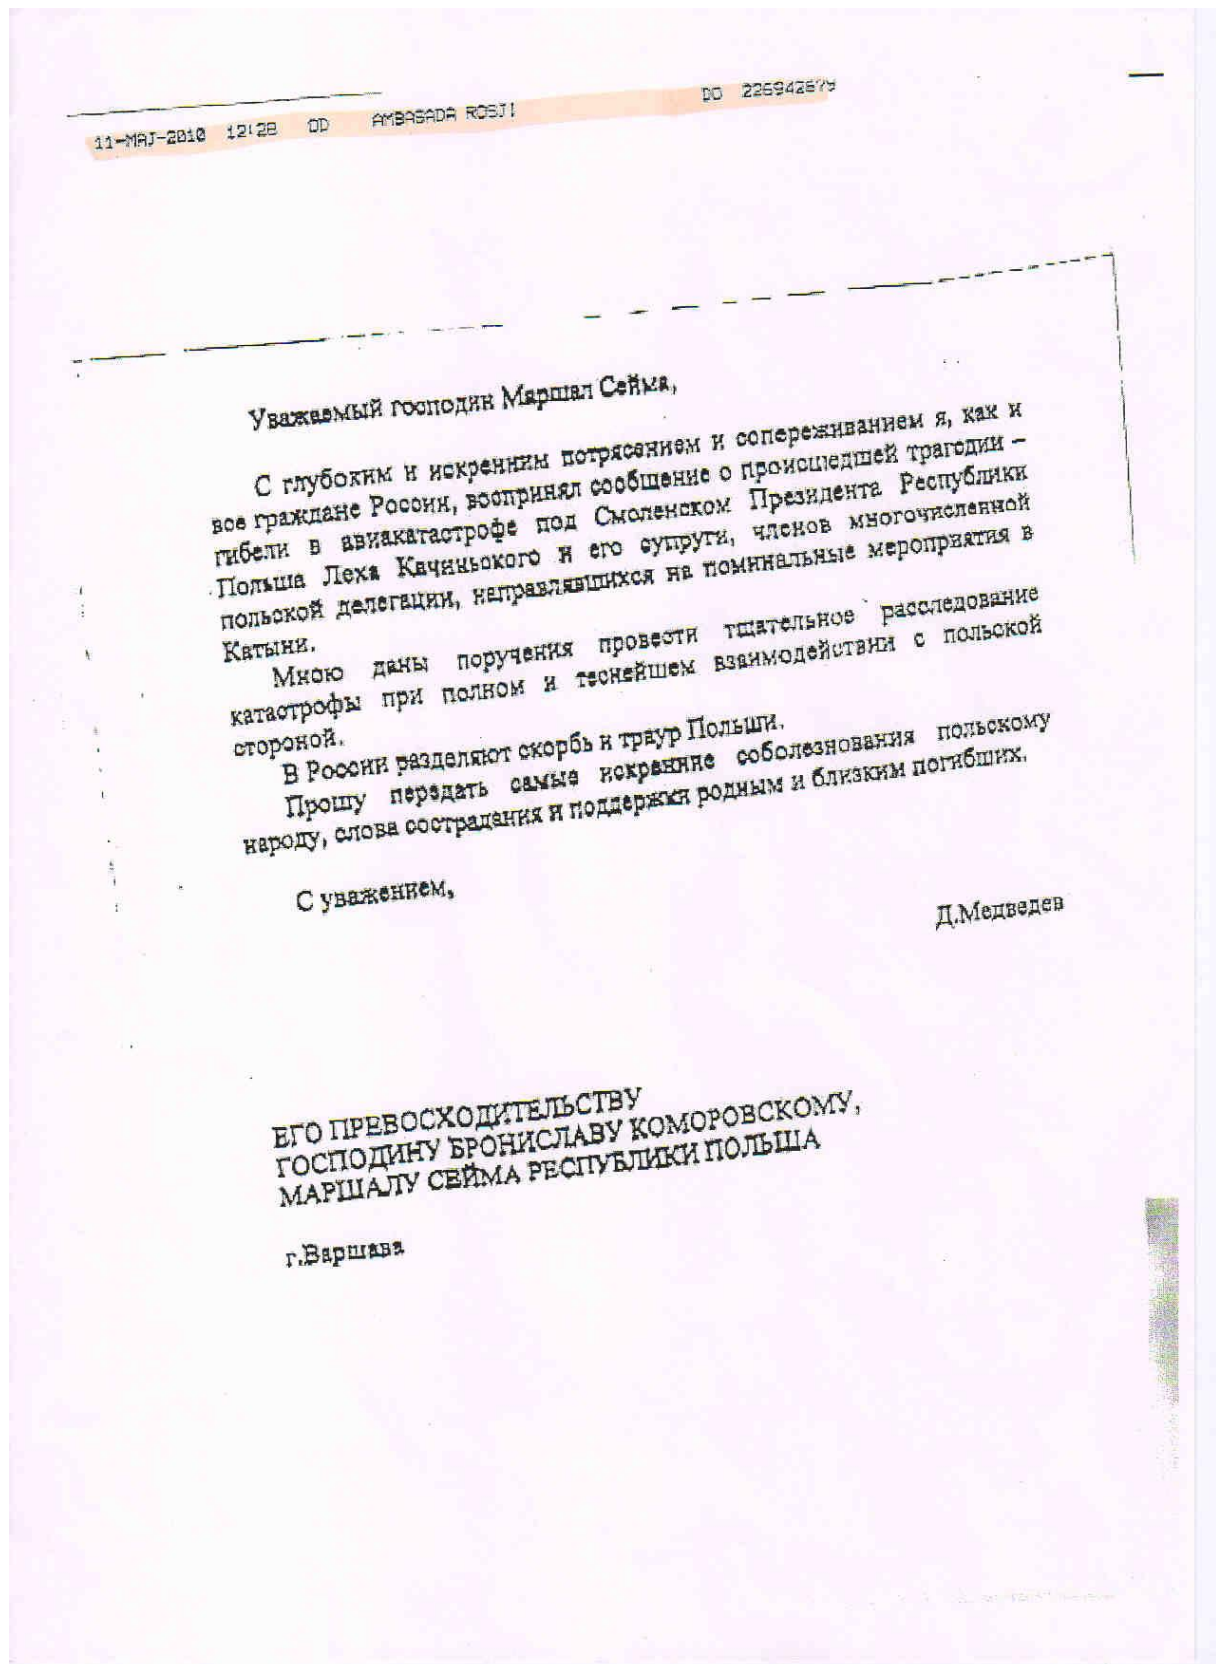 11-MAJ-2010 12:28 OD AMBASADA ROSJI DO 226942679
Уважаемый господин Маршал Сейма,
С глубоким и искренним потрясением и сопереживанием я, как и
все граждане России, воспринял сообщение о происшедшей трагедии –
гибели в авиакатастрофе под Смоленском Президента Республики
Польша Леха Качиньского и его супруги, членов многочисленной
польской делегации, направлявшихся на поминальные мероприятия в
Катыни.
Мною даны поручения провести тщательное расследование
катастрофы при полном и теснейшем взаимодействии с польской
стороной.
В России разделяют скорбь и траур Польши.
Прошу передать самые искренние соболезнования польскому
народу, слова сострадания и поддержки родным и близким погибших.
С уважением,
Д.Медведев
ЕГО ПРЕВОСХОДИТЕЛЬСТВУ
ГОСПОДИНУ БРОНИСЛАВУ КОМОРОВСКОМУ,
МАРШАЛУ СЕЙМА РЕСПУБЛИКИ ПОЛЬША
г.Варшава